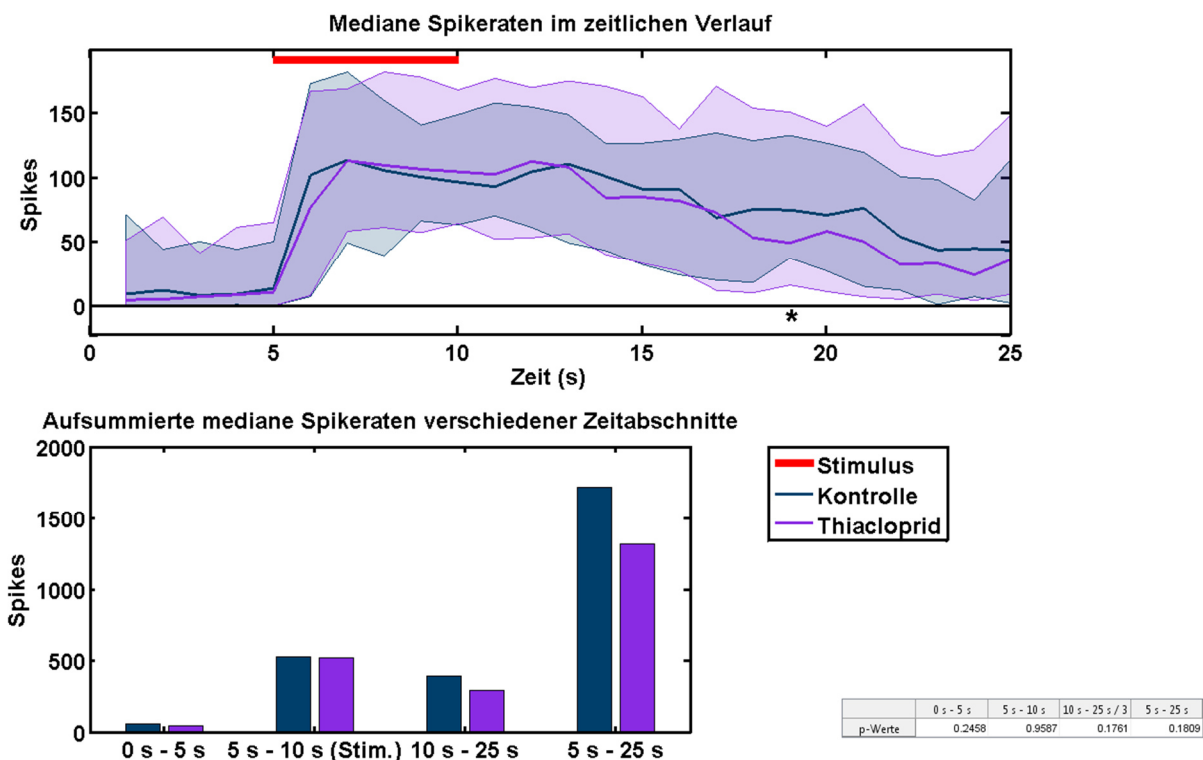 Mediane Spikeraten im zeitlichen Verlauf
Spikes
150
100
50
0
*
0 5 10 15 20 25
Zeit (s)
Aufsummierte mediane Spikeraten verschiedener Zeitabschnitte
Spikes
2000
1500
1000
500
0
0 s - 5 s 5 s - 10 s (Stim.) 10 s - 25 s 5 s - 25 s
Stimulus
Kontrolle
Thiacloprid
0 s - 5 s 5 s - 10 s 10 s - 25 s / 3 5 s - 25 s
p-Werte 0.2458 0.9587 0.1761 0.1809